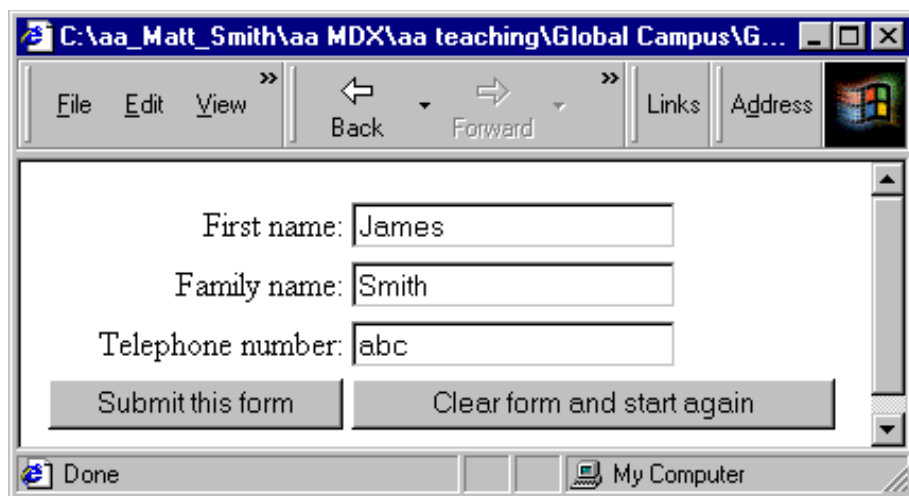 C:\aa_Matt_Smith\aa MDX\aa teaching\Global Campus\G...
File Edit View » Back Forward » Links Address
First name: James
Family name: Smith
Telephone number: abc
Submit this form Clear form and start again
Done My Computer